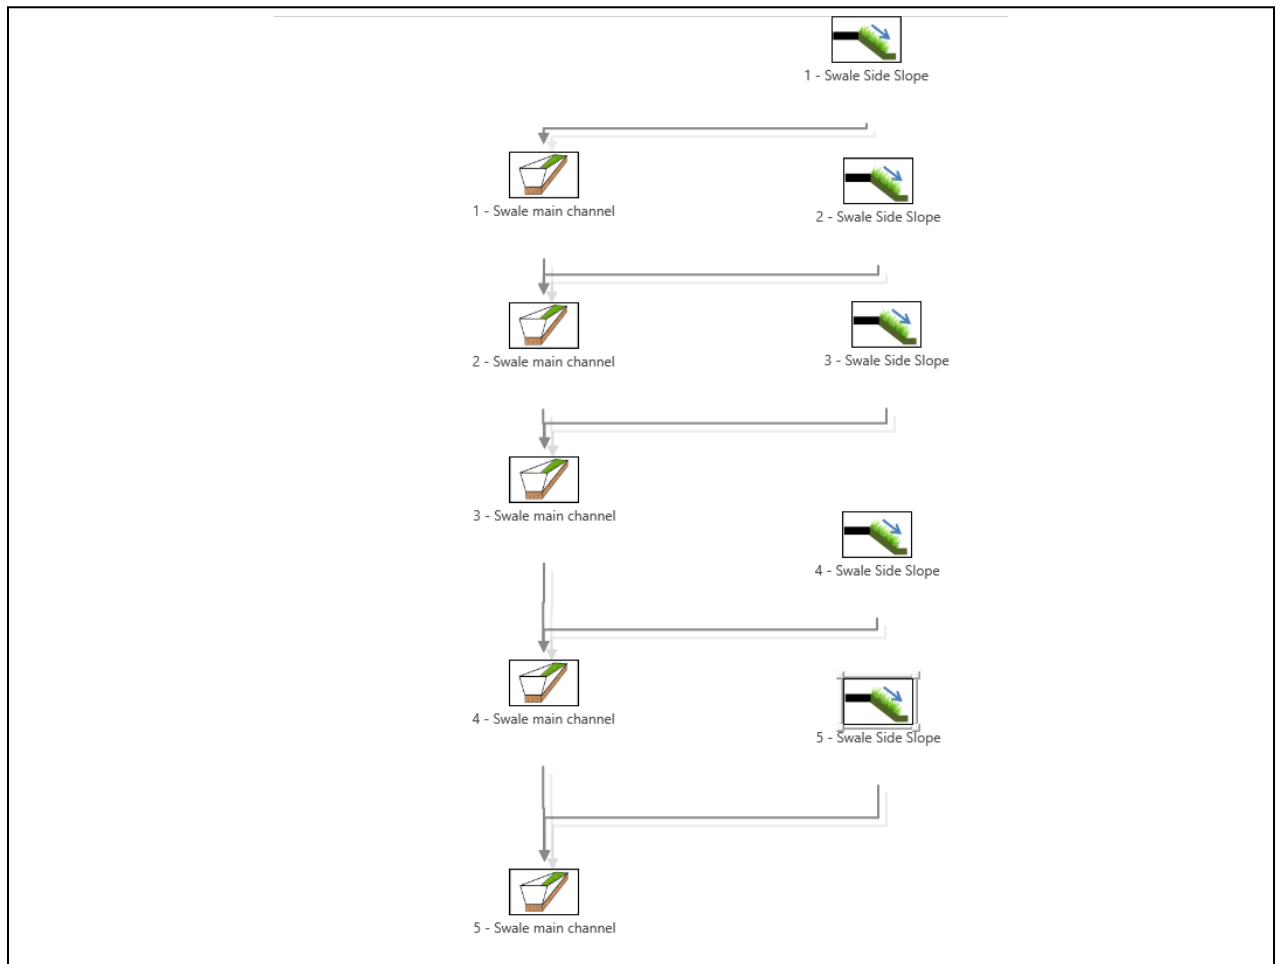 1 - Swale Side Slope
1 - Swale main channel
2 - Swale Side Slope
2 - Swale main channel
3 - Swale Side Slope
3 - Swale main channel
4 - Swale Side Slope
4 - Swale main channel
5 - Swale Side Slope
5 - Swale main channel